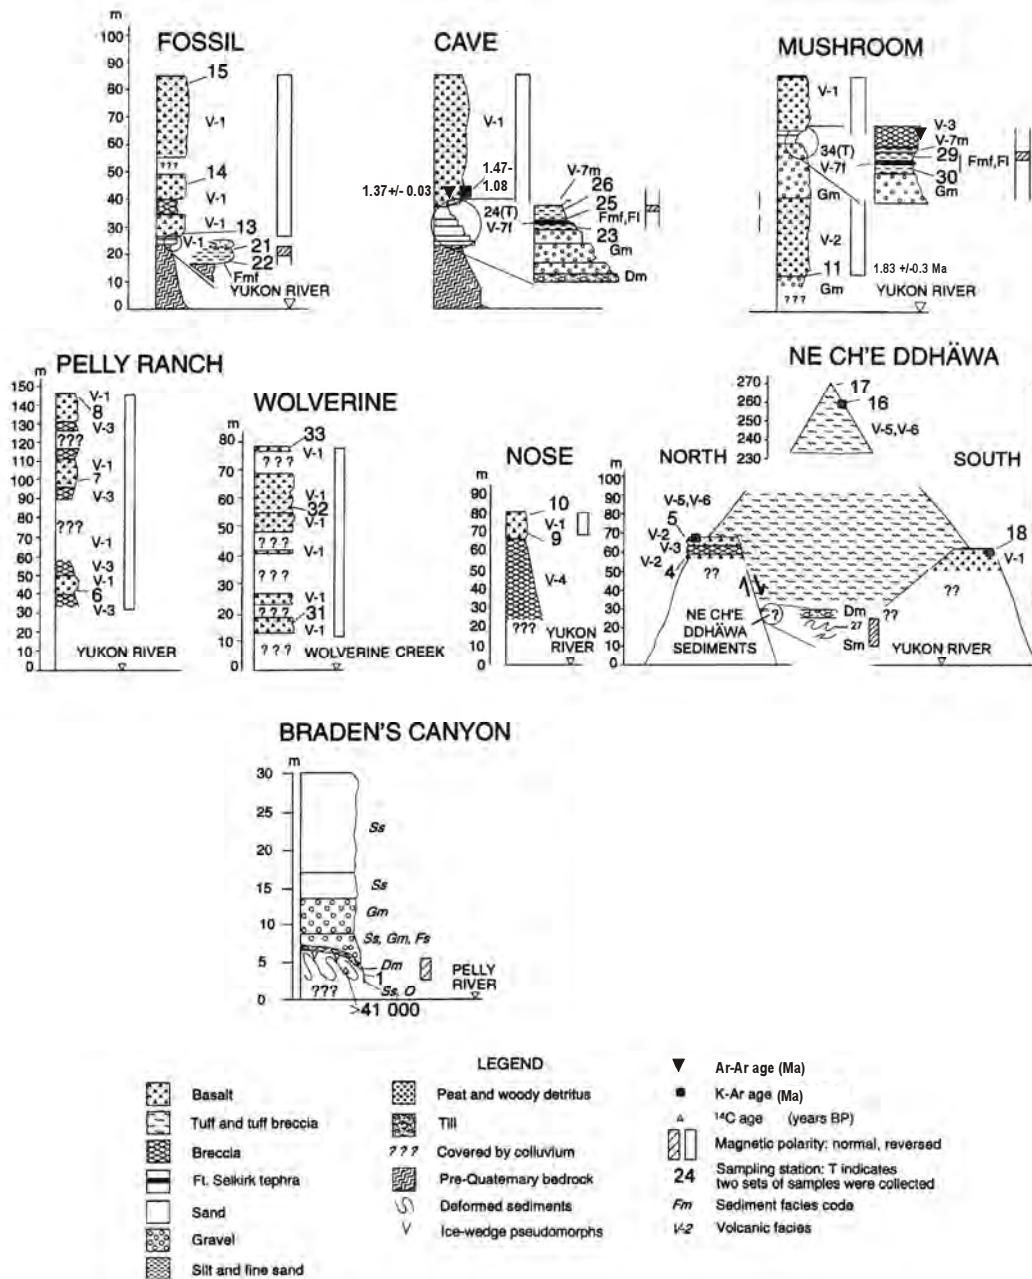 FOSSIL
m
100
90
80
70
60
50
40
30
20
10
0
15
V-1
???
14
V-1
V-1
13
V-1
21
22
Fmf
YUKON RIVER
CAVE
V-1
1.37+/- 0.03
1.47-
1.08
24(T)
V-7f
V-7m
26
25
Fmf,Fl
23
Gm
Dm
YUKON RIVER
MUSHROOM
V-1
34(T)
V-7f
Gm
V-2
11
Gm
???
V-3
V-7m
29
Fmf,Fl
30
Gm
1.83 +/-0.3 Ma
YUKON RIVER
PELLY RANCH
m
150
140
130
120
110
100
90
80
70
60
50
40
30
20
10
0
V-1
8
V-3
???
V-1
7
V-3
???
V-1
V-3
V-1
6
V-3
YUKON RIVER
WOLVERINE
m
80
70
60
50
40
30
20
10
0
33
V-1
???
V-1
32
V-1
???
V-1
???
V-1
???
31
V-1
???
WOLVERINE CREEK
NOSE
m
90
80
70
60
50
40
30
20
10
0
10
V-1
9
V-4
???
YUKON
RIVER
NE CH'E DDHÄWA
270
260
250
240
230
17
16
V-5,V-6
NORTH
SOUTH
m
100
90
80
70
60
50
40
30
20
10
0
V-5,V-6
5
V-2
V-3
V-2
4
??
NE CH'E
DDHÄWA
SEDIMENTS
?
Dm
27
Sm
??
??
18
V-1
YUKON RIVER
BRADEN'S CANYON
m
30
25
20
15
10
5
0
Ss
Ss
Gm
Ss, Gm, Fs
Dm
1
Ss, O
???
>41 000
PELLY
RIVER
LEGEND
Basalt
Tuff and tuff breccia
Breccia
Ft. Selkirk tephra
Sand
Gravel
Silt and fine sand
Peat and woody detritus
Till
??? Covered by colluvium
Pre-Quaternary bedrock
Deformed sediments
Ice-wedge pseudomorphs
Ar-Ar age (Ma)
K-Ar age (Ma)
14C age (years BP)
Magnetic polarity: normal, reversed
24 Sampling station: T indicates
two sets of samples were collected
Fm Sediment facies code
V-2 Volcanic facies